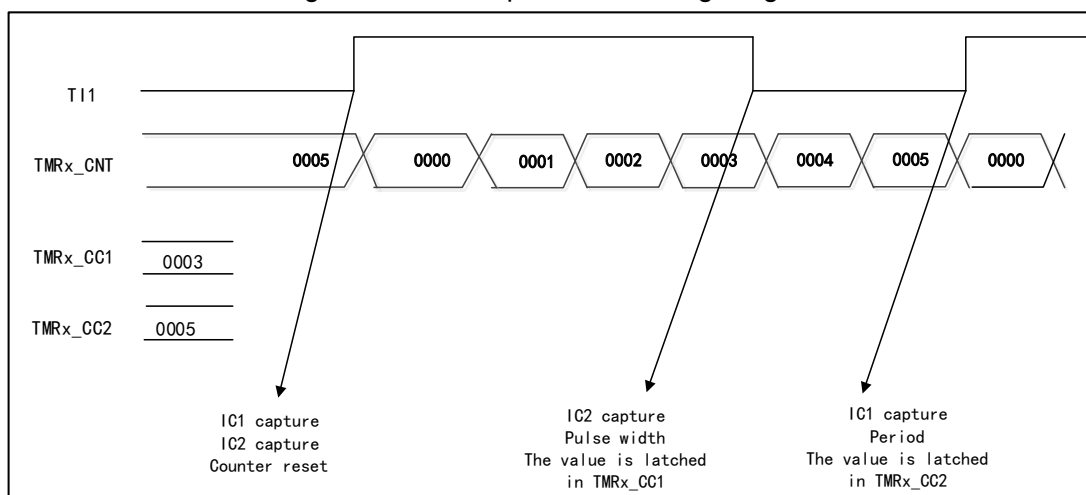 TI1
TMRx_CNT 0005 0000 0001 0002 0003 0004 0005 0000
TMRx_CC1 0003
TMRx_CC2 0005
IC1 capture
IC2 capture
Counter reset
IC2 capture
Pulse width
The value is latched
in TMRx_CC1
IC1 capture
Period
The value is latched
in TMRx_CC2